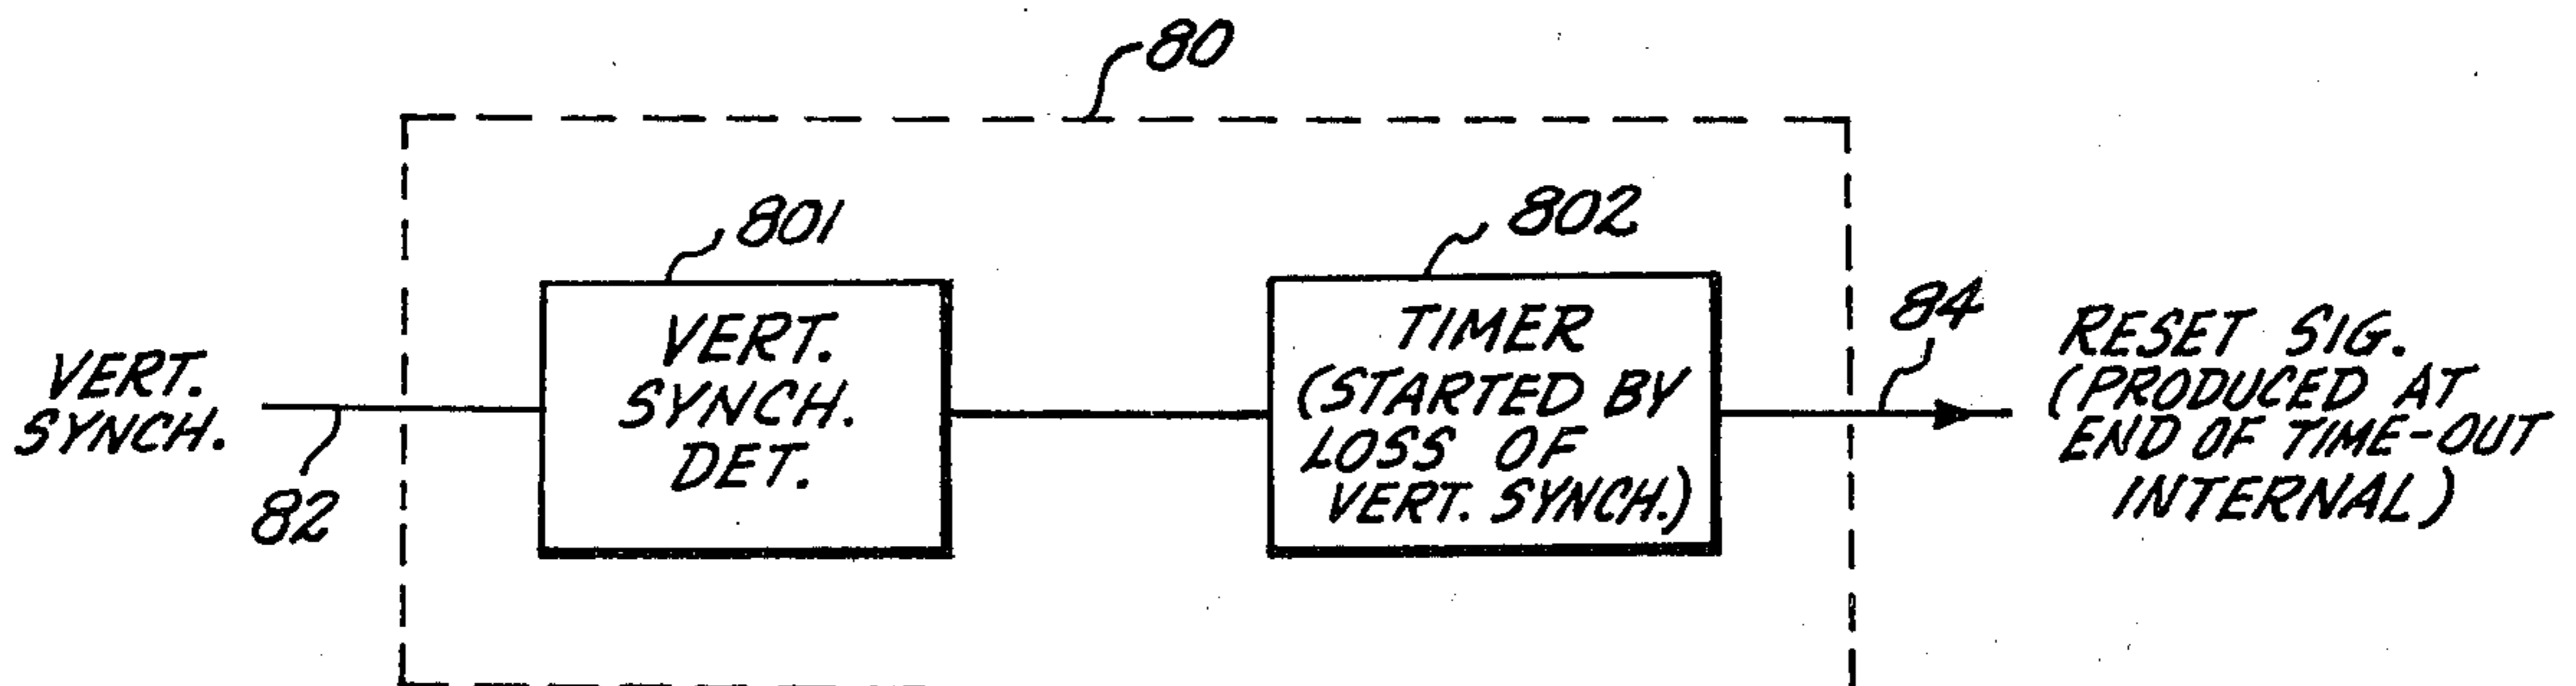 80
801
802
VERT.
SYNCH.
82
VERT.
SYNCH.
DET.
TIMER
(STARTED BY
LOSS OF
VERT. SYNCH.)
84
RESET SIG.
(PRODUCED AT
END OF TIME-OUT
INTERNAL)